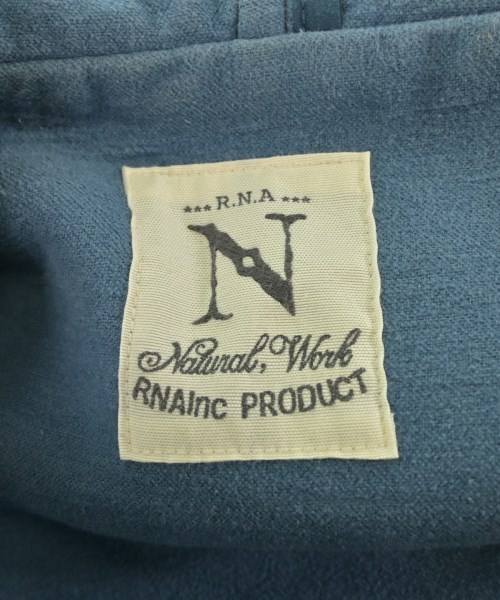 *** R.N.A ***
N
Natural, Work
RNAInc PRODUCT